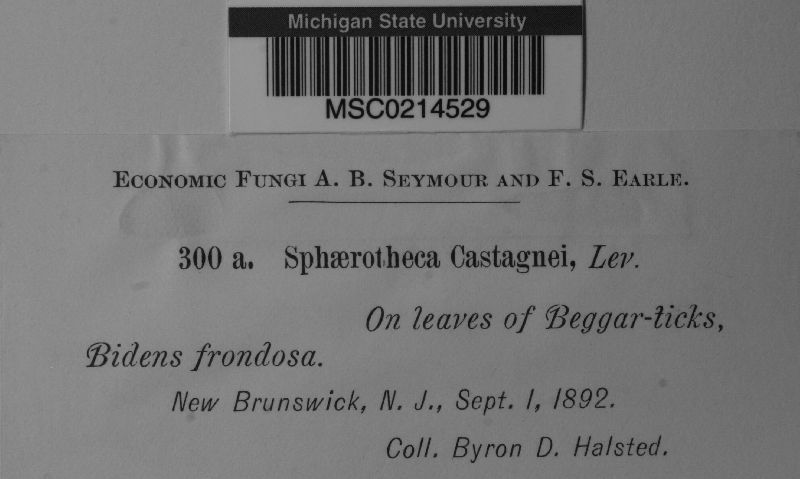 Michigan State University
MSC0214529
Economic Fungi A. B. Seymour and F. S. Earle.
300 a. Sphærotheca Castagnei, Lev.
On leaves of Beggar-ticks,
Bidens frondosa.
New Brunswick, N. J., Sept. 1, 1892.
Coll. Byron D. Halsted.